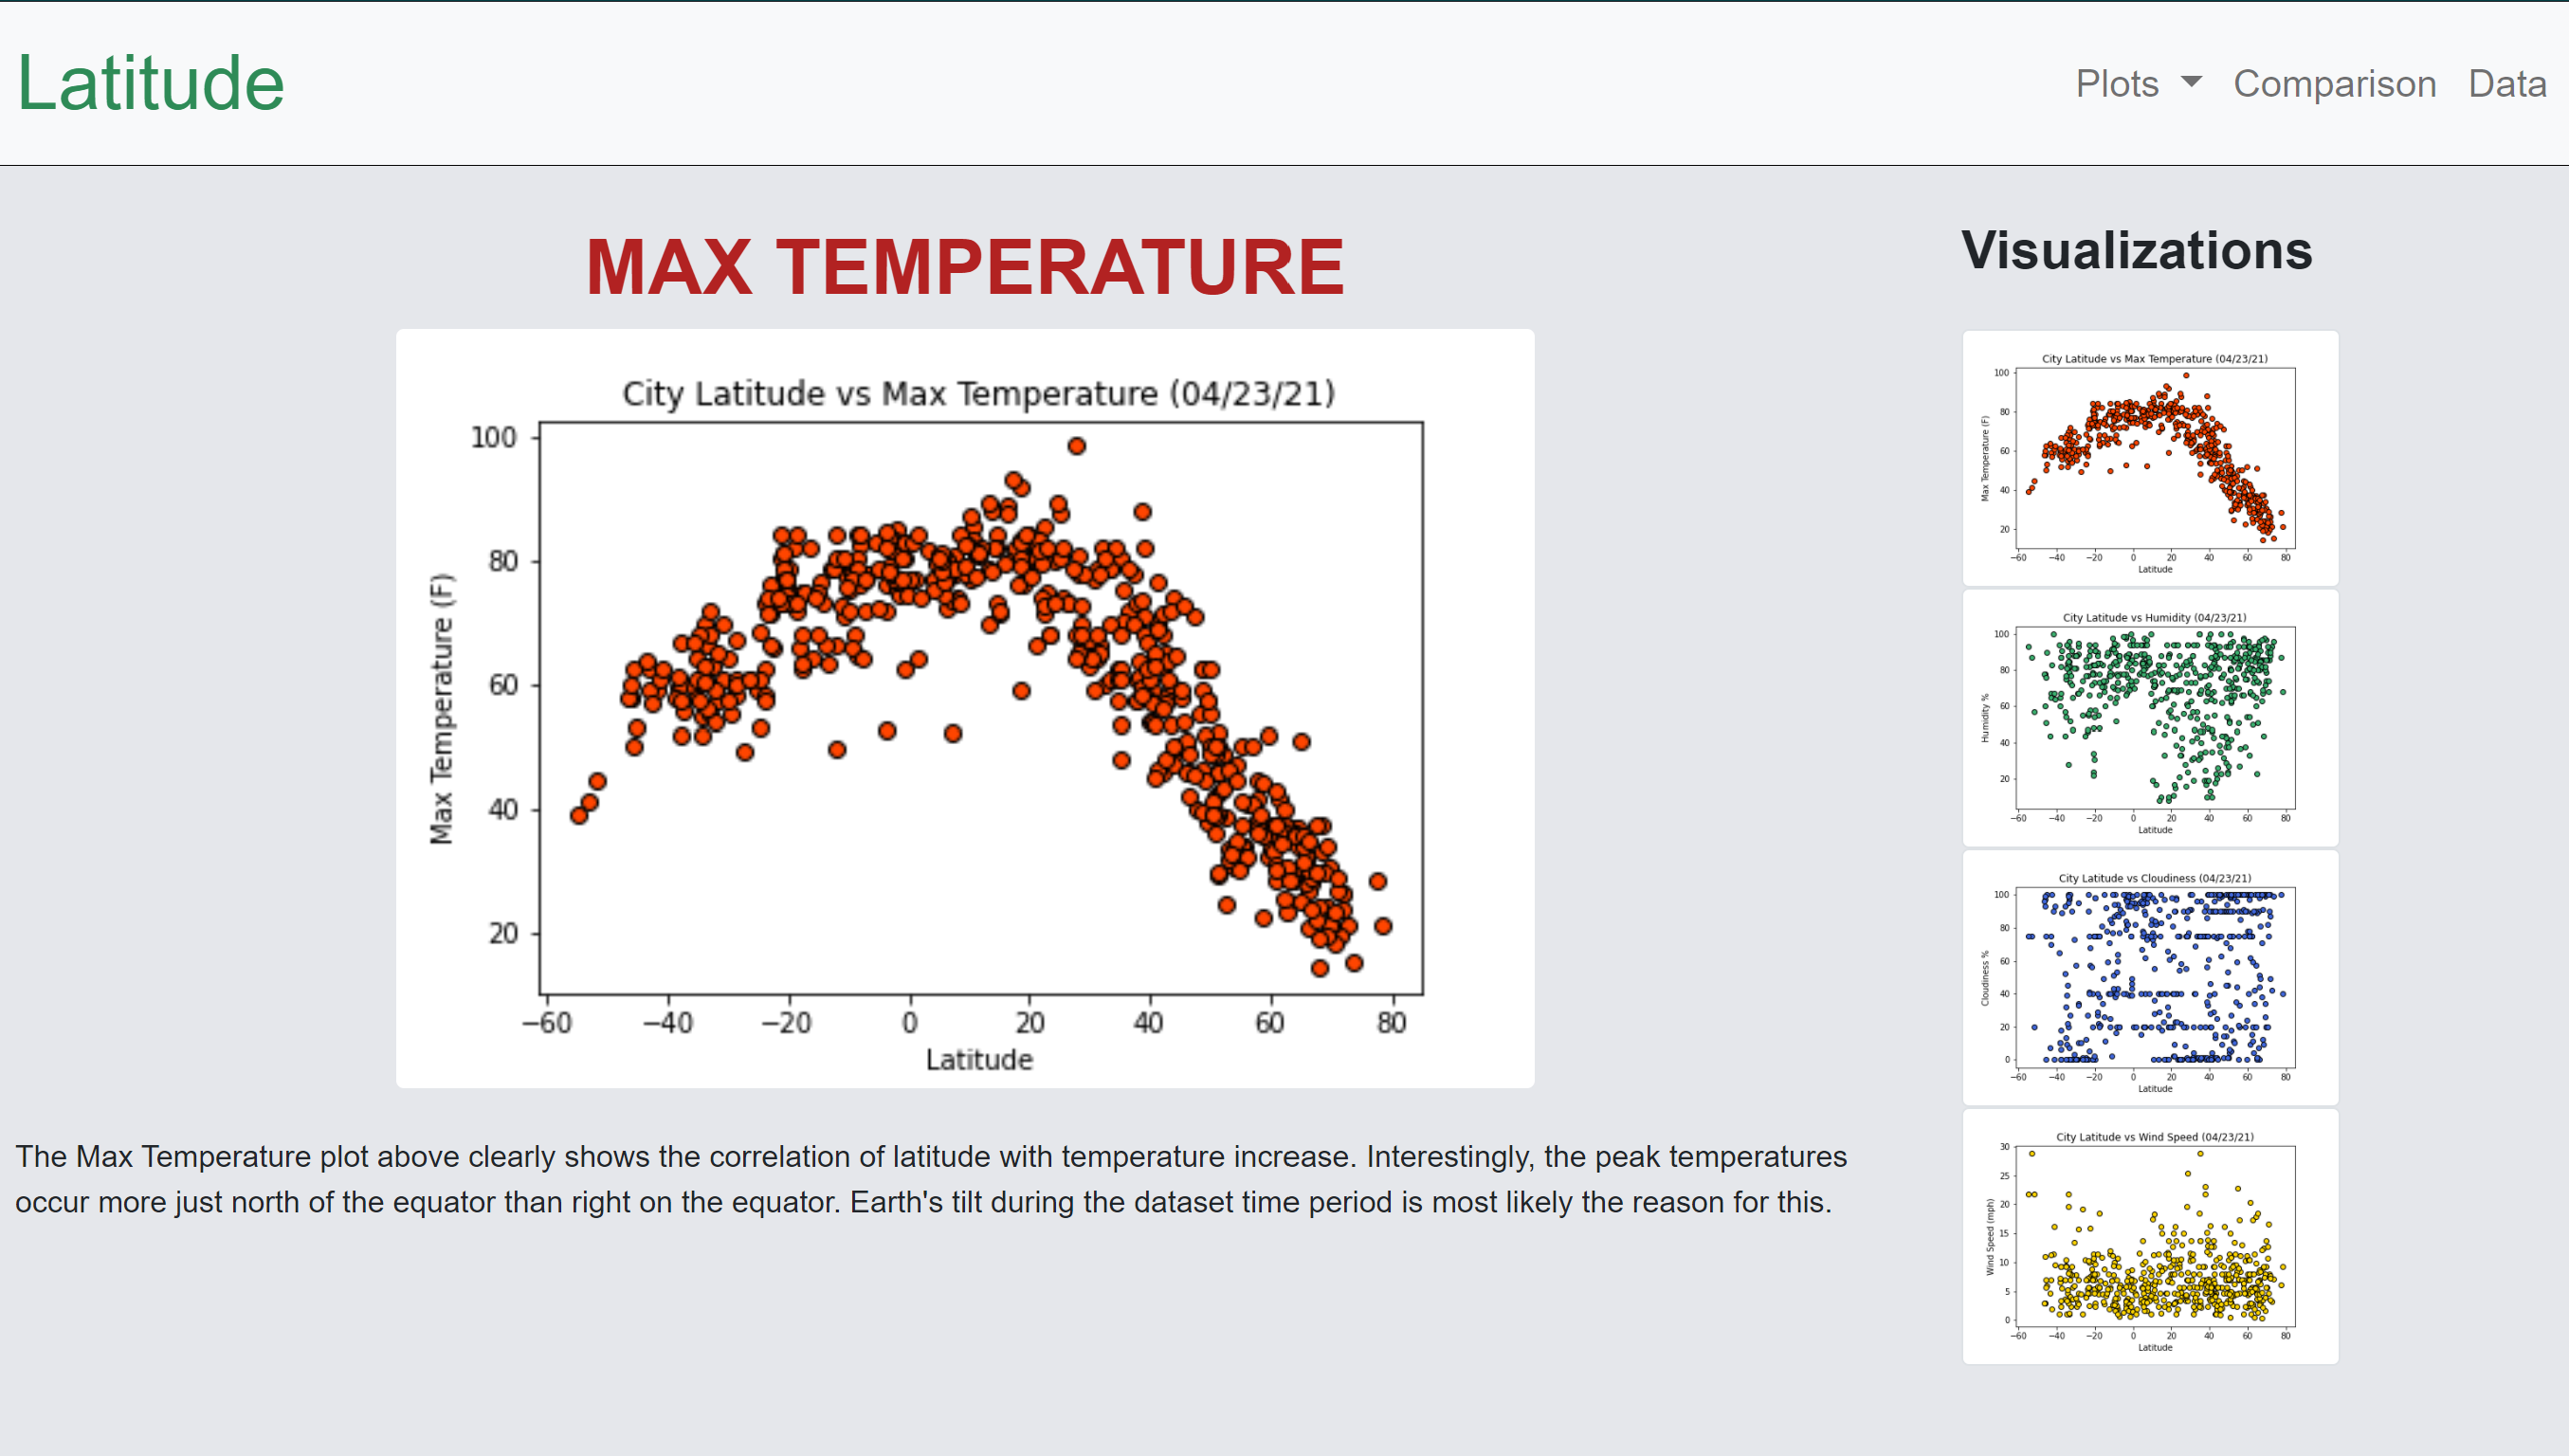 Latitude
Plots Comparison Data
MAX TEMPERATURE
City Latitude vs Max Temperature (04/23/21)
Max Temperature (F)
100
80
60
40
20
−60 −40 −20 0 20 40 60 80
Latitude
The Max Temperature plot above clearly shows the correlation of latitude with temperature increase. Interestingly, the peak temperatures
occur more just north of the equator than right on the equator. Earth's tilt during the dataset time period is most likely the reason for this.
Visualizations
City Latitude vs Max Temperature (04/23/21)
Max Temperature (F)
100
80
60
40
20
−60 −40 −20 0 20 40 60 80
Latitude
City Latitude vs Humidity (04/23/21)
Humidity %
100
80
60
40
20
−60 −40 −20 0 20 40 60 80
Latitude
City Latitude vs Cloudiness (04/23/21)
Cloudiness %
100
80
60
40
20
0
−60 −40 −20 0 20 40 60 80
Latitude
City Latitude vs Wind Speed (04/23/21)
Wind Speed (mph)
30
25
20
15
10
5
0
−60 −40 −20 0 20 40 60 80
Latitude